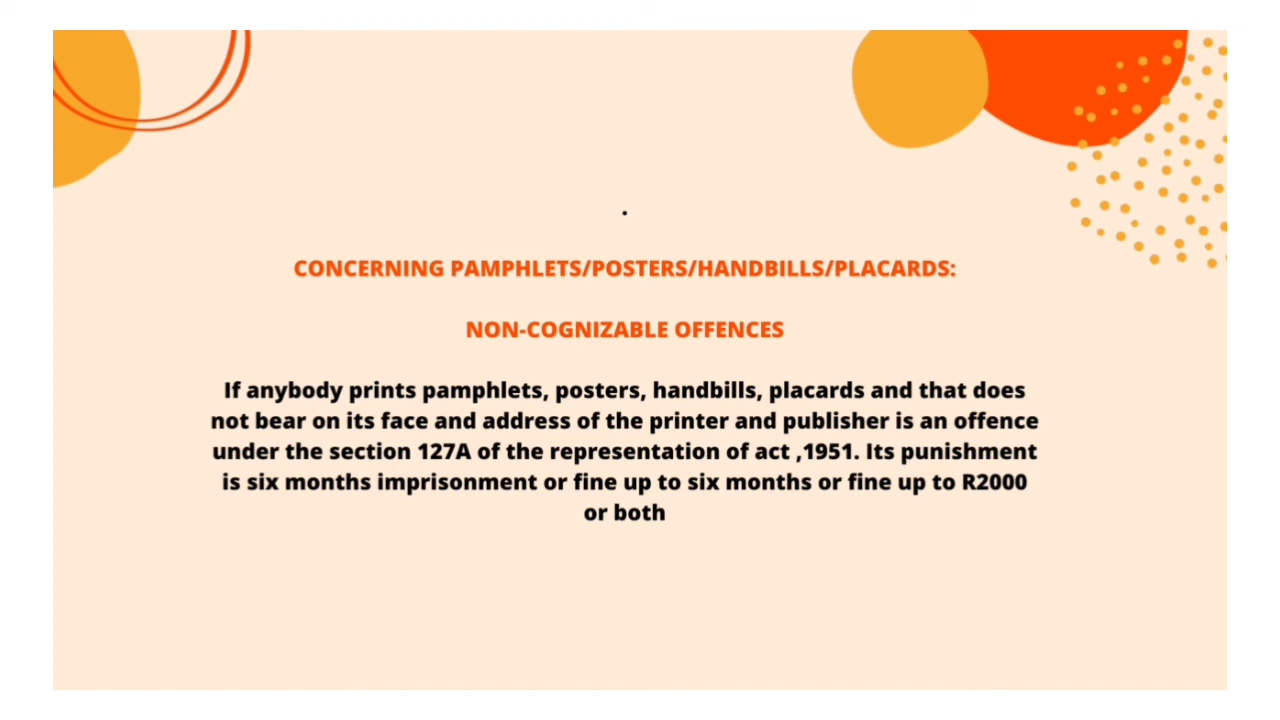 .
CONCERNING PAMPHLETS/POSTERS/HANDBILLS/PLACARDS:
NON-COGNIZABLE OFFENCES
If anybody prints pamphlets, posters, handbills, placards and that does
not bear on its face and address of the printer and publisher is an offence
under the section 127A of the representation of act ,1951. Its punishment
is six months imprisonment or fine up to six months or fine up to R2000
or both